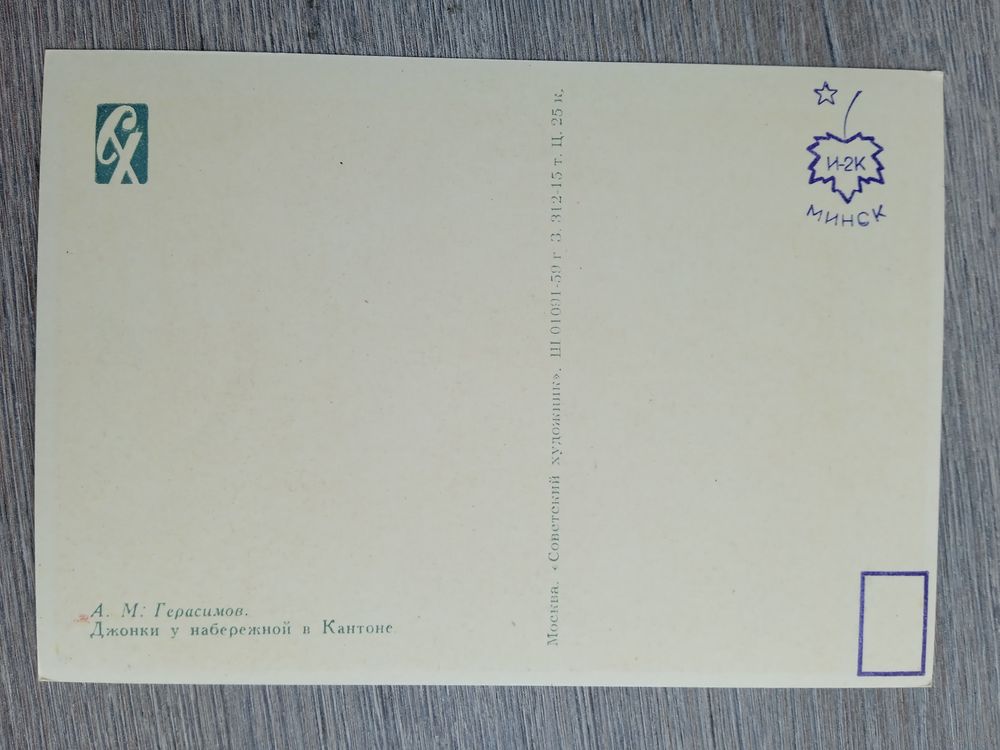 СХ
А. М. Герасимов.
Джонки у набережной в Кантоне
Москва. «Советский художник». Ш 01091-59 г З. 312-15 т. Ц. 25 к.
И-2К
МИНСК